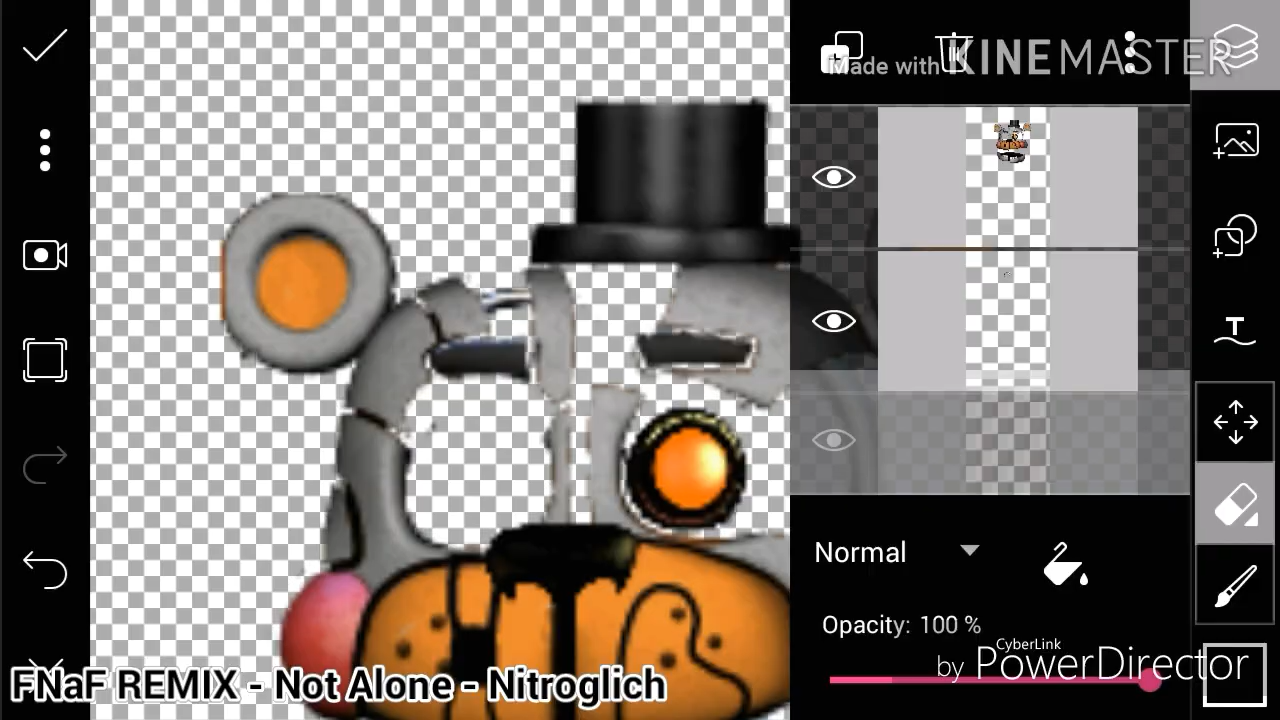 Made with KINEMASTER
T
Normal
Opacity: 100 %
CyberLink
by PowerDirector
FNaF REMIX - Not Alone - Nitroglich